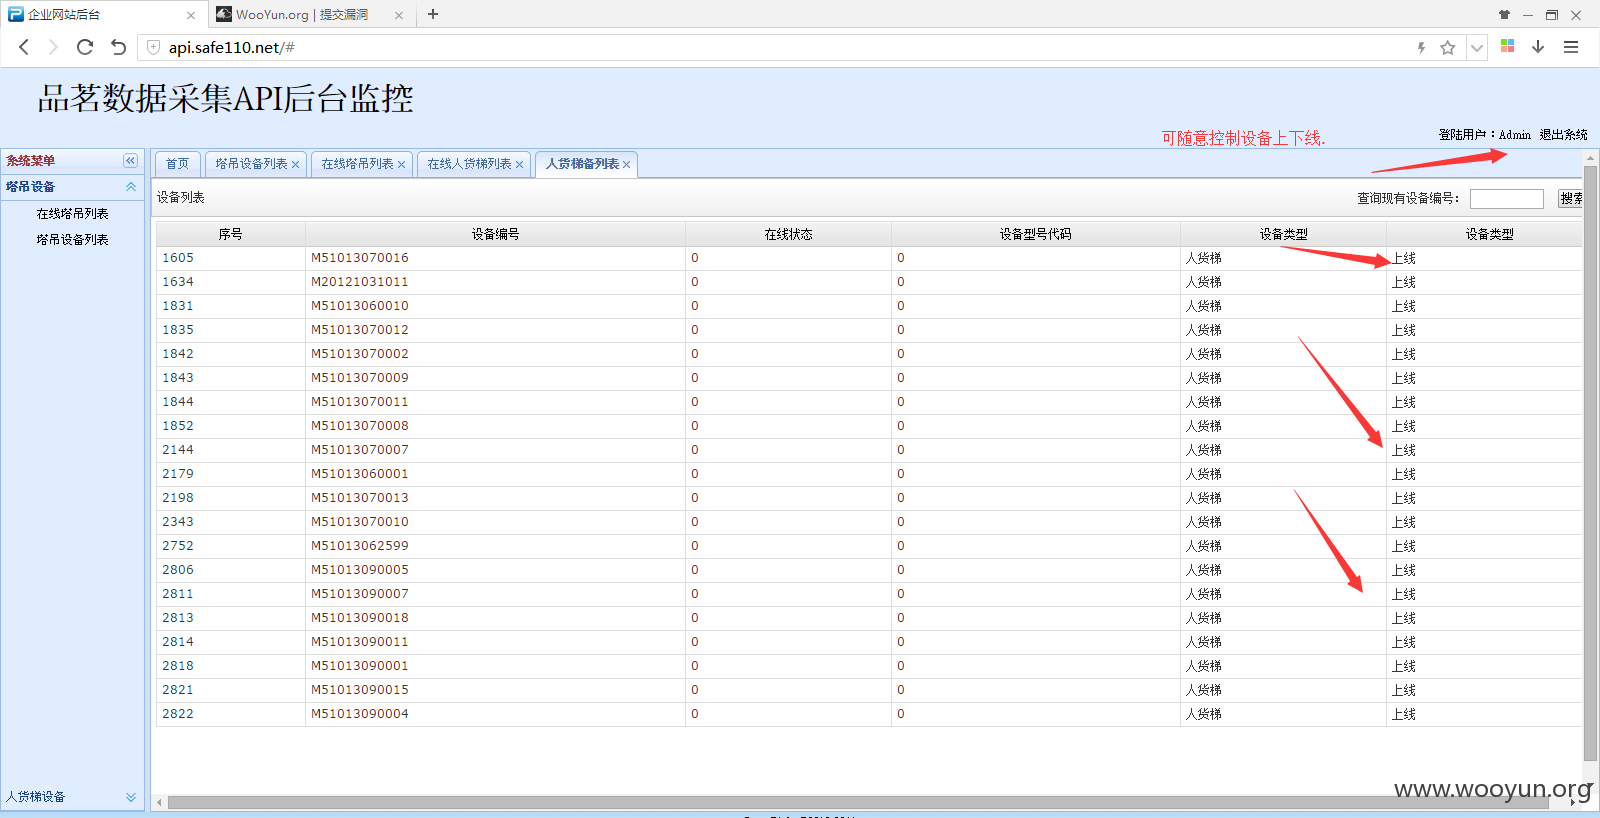 企业网站后台
WooYun.org | 提交漏洞
api.safe110.net/#
品茗数据采集API后台监控
可随意控制设备上下线.
登陆用户：Admin 退出系统
系统菜单
塔吊设备
在线塔吊列表
塔吊设备列表
人货梯设备
首页 塔吊设备列表 在线塔吊列表 在线人货梯列表 人货梯备列表
设备列表
查询现有设备编号： 搜索
序号 设备编号 在线状态 设备型号代码 设备类型 设备类型
1605 M51013070016 0 0 人货梯 上线
1634 M20121031011 0 0 人货梯 上线
1831 M51013060010 0 0 人货梯 上线
1835 M51013070012 0 0 人货梯 上线
1842 M51013070002 0 0 人货梯 上线
1843 M51013070009 0 0 人货梯 上线
1844 M51013070011 0 0 人货梯 上线
1852 M51013070008 0 0 人货梯 上线
2144 M51013070007 0 0 人货梯 上线
2179 M51013060001 0 0 人货梯 上线
2198 M51013070013 0 0 人货梯 上线
2343 M51013070010 0 0 人货梯 上线
2752 M51013062599 0 0 人货梯 上线
2806 M51013090005 0 0 人货梯 上线
2811 M51013090007 0 0 人货梯 上线
2813 M51013090018 0 0 人货梯 上线
2814 M51013090011 0 0 人货梯 上线
2818 M51013090001 0 0 人货梯 上线
2821 M51013090015 0 0 人货梯 上线
2822 M51013090004 0 0 人货梯 上线
www.wooyun.org